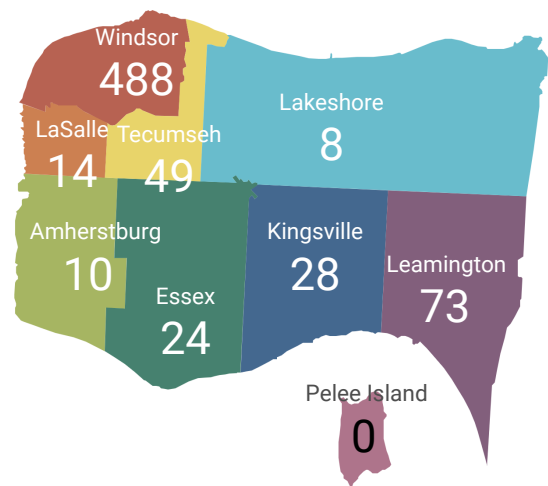 Windsor
488
Lakeshore
8
LaSalle
14
Tecumseh
49
Amherstburg
10
Essex
24
Kingsville
28
Leamington
73
Pelee Island
0